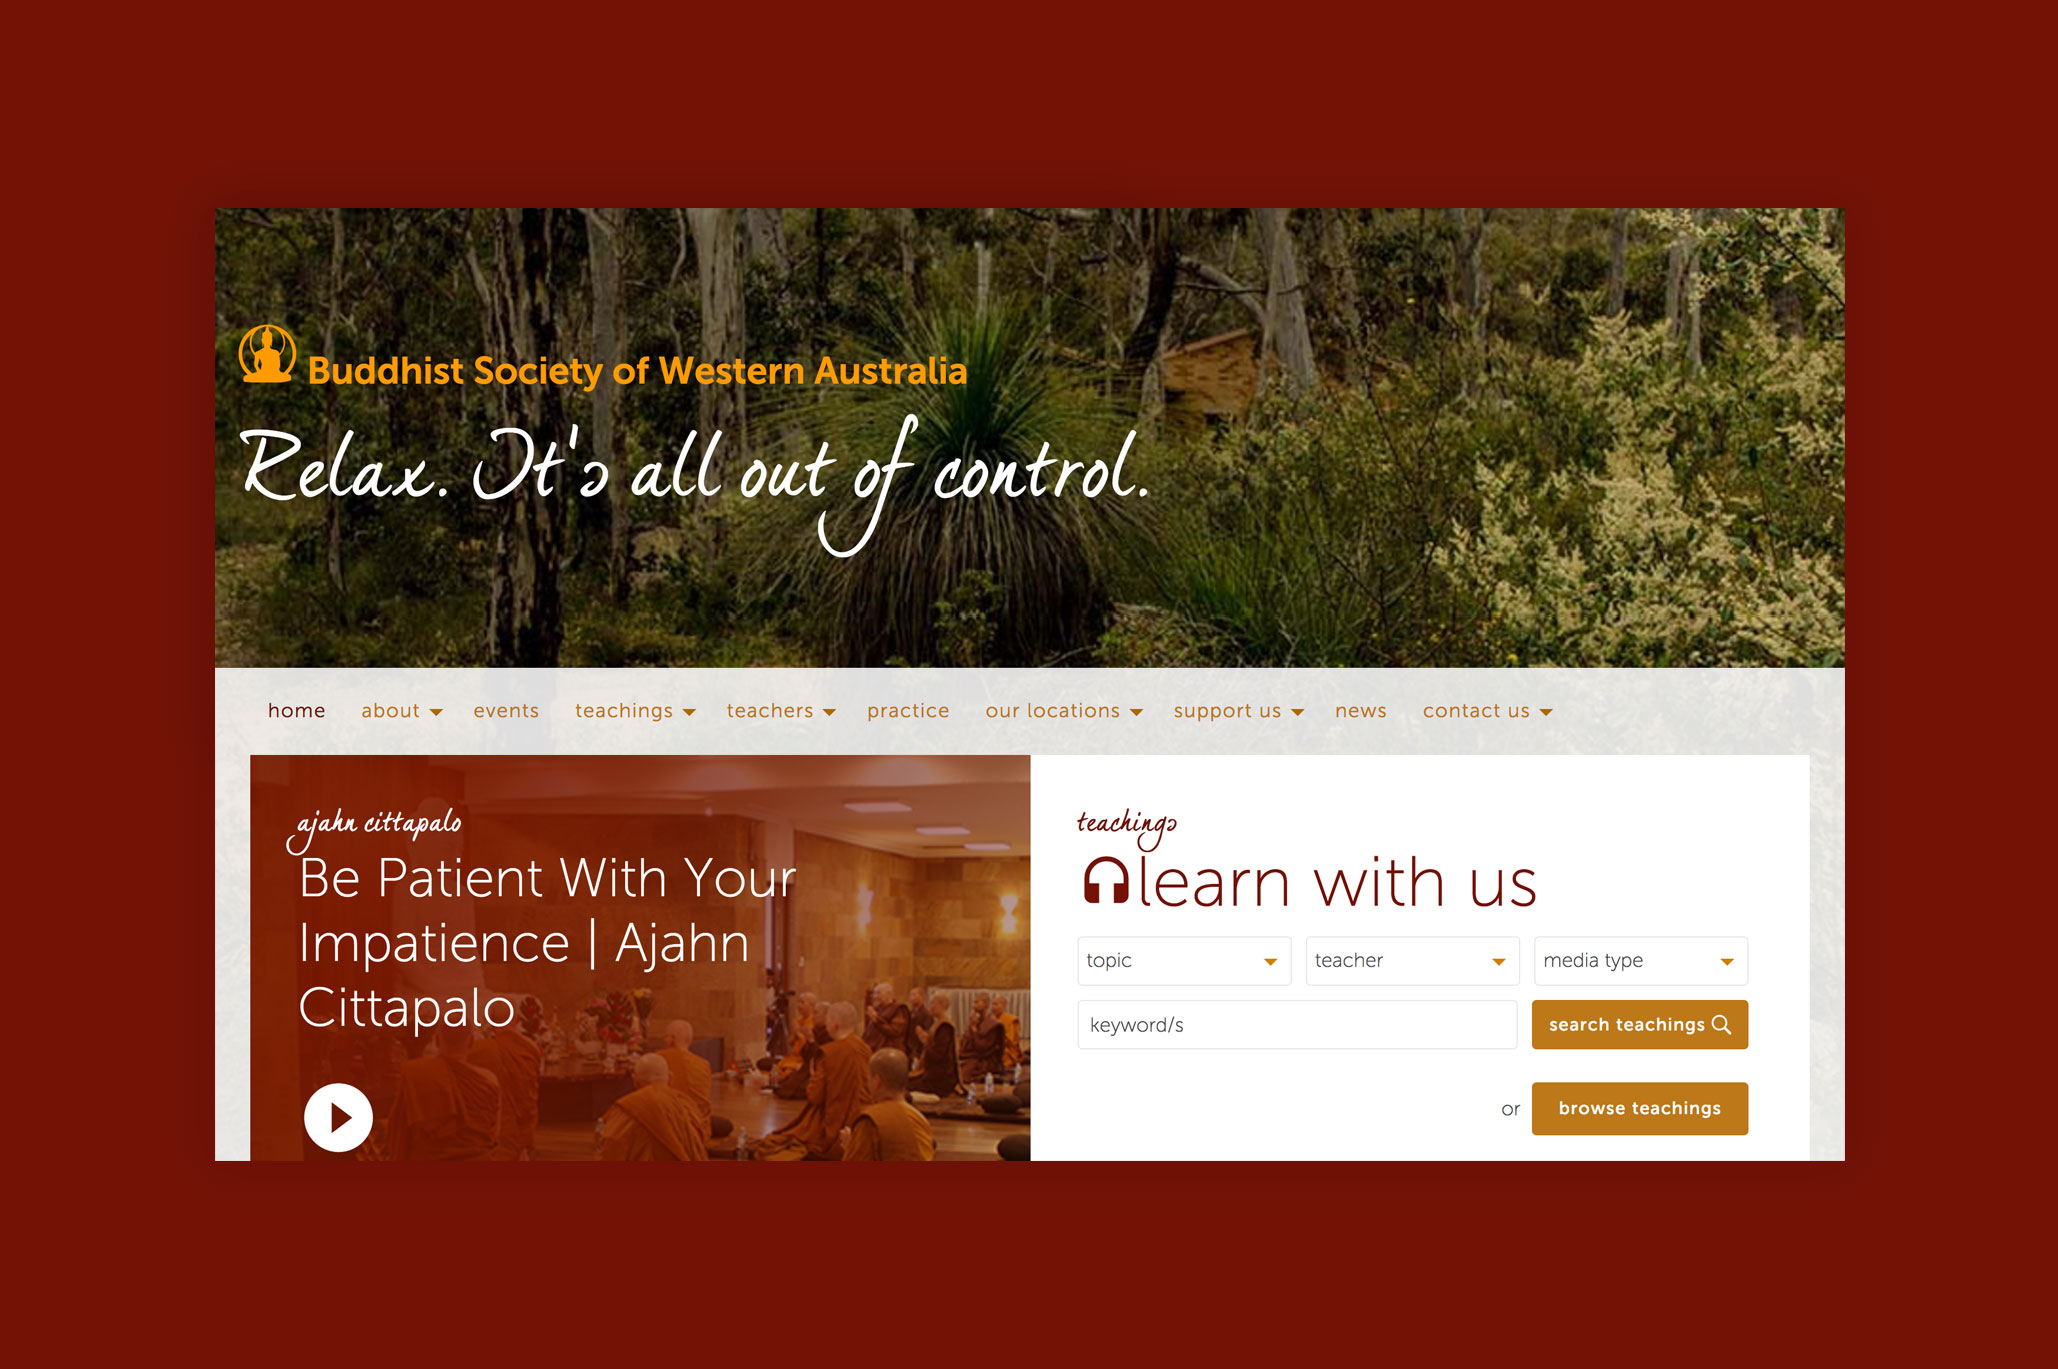 Buddhist Society of Western Australia
Relax. It's all out of control.
home about events teachings teachers practice our locations support us news contact us
ajahn cittapalo
Be Patient With Your
Impatience | Ajahn
Cittapalo
teachings
learn with us
topic teacher media type
keyword/s search teachings
or browse teachings